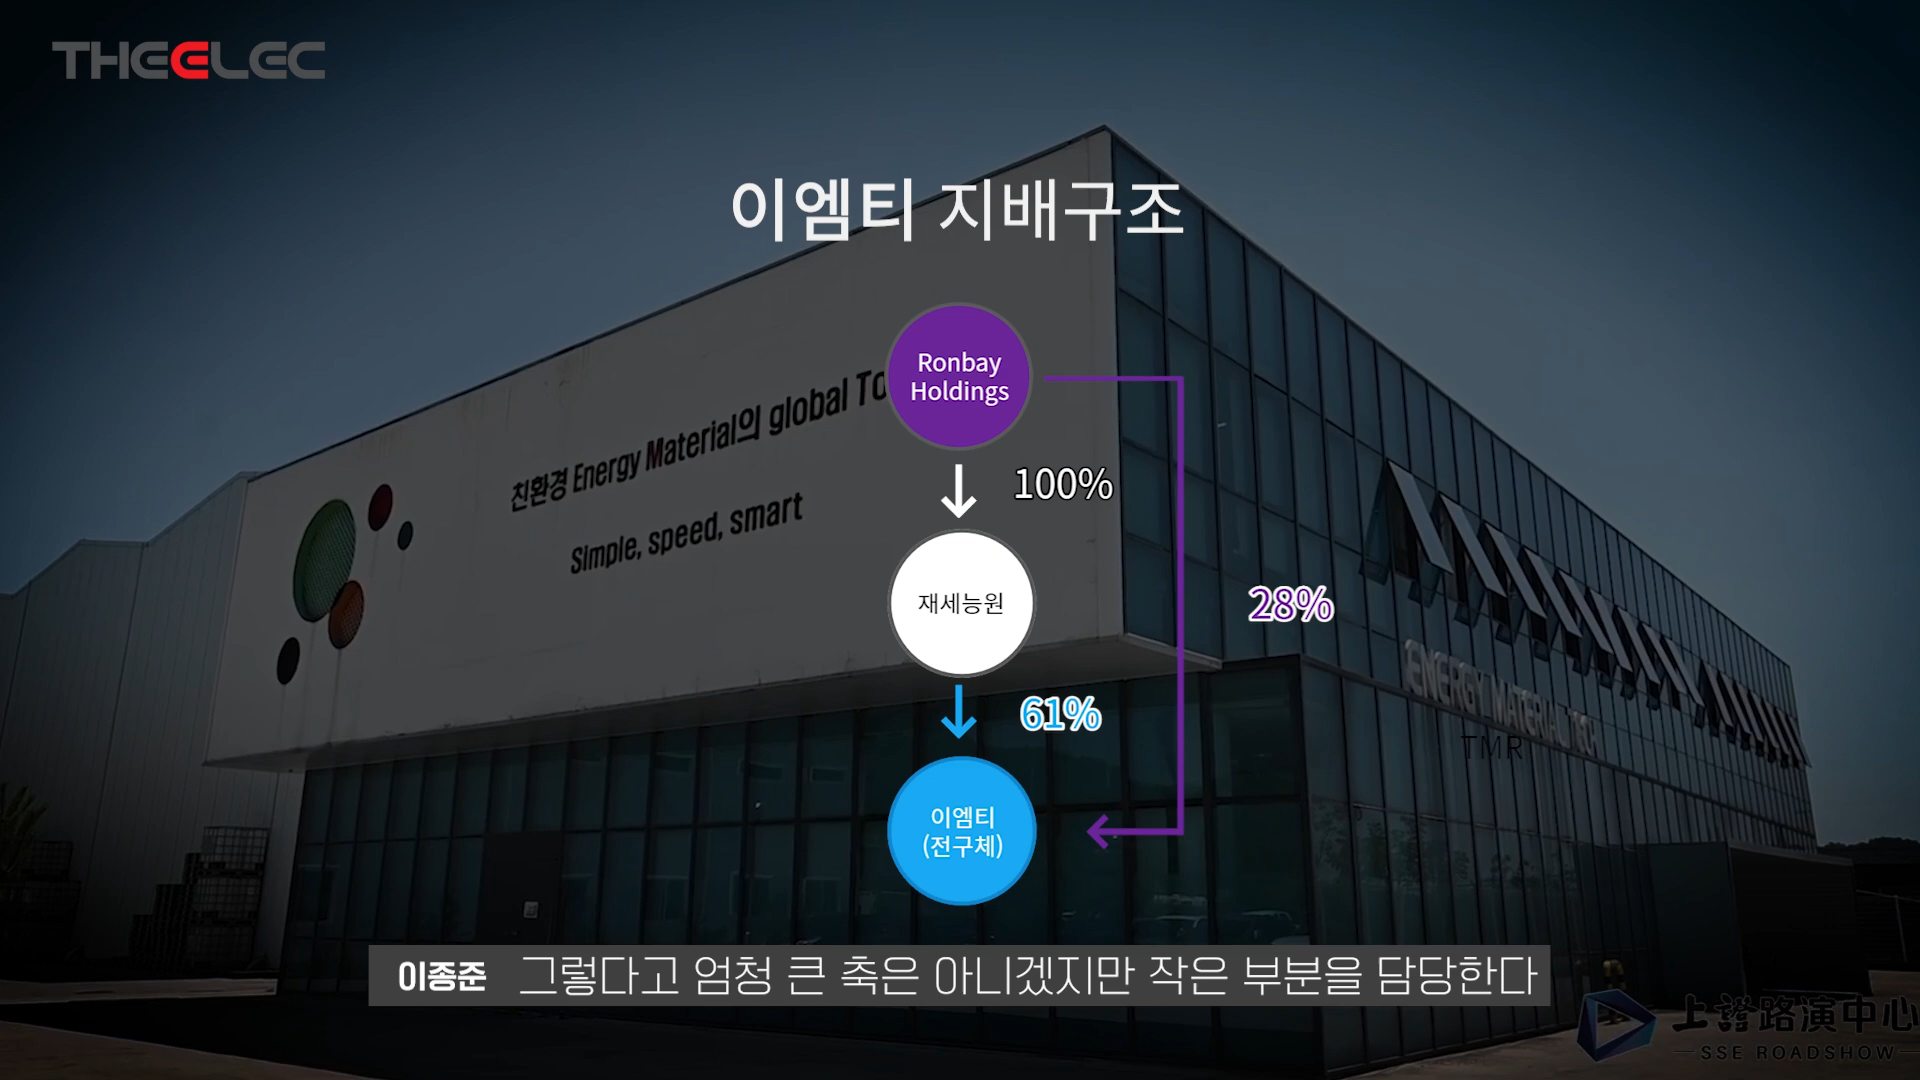 THEELEC
이엠티 지배구조
Ronbay
Holdings
친환경 Energy Material의 global To
Simple, speed, smart
100%
재세능원
28%
61%
ENERGY MATERIAL TECH
TMR
이엠티
(전구체)
이종준 그렇다고 엄청 큰 축은 아니겠지만 작은 부분을 담당한다
上證路演中心
SSE ROADSHOW